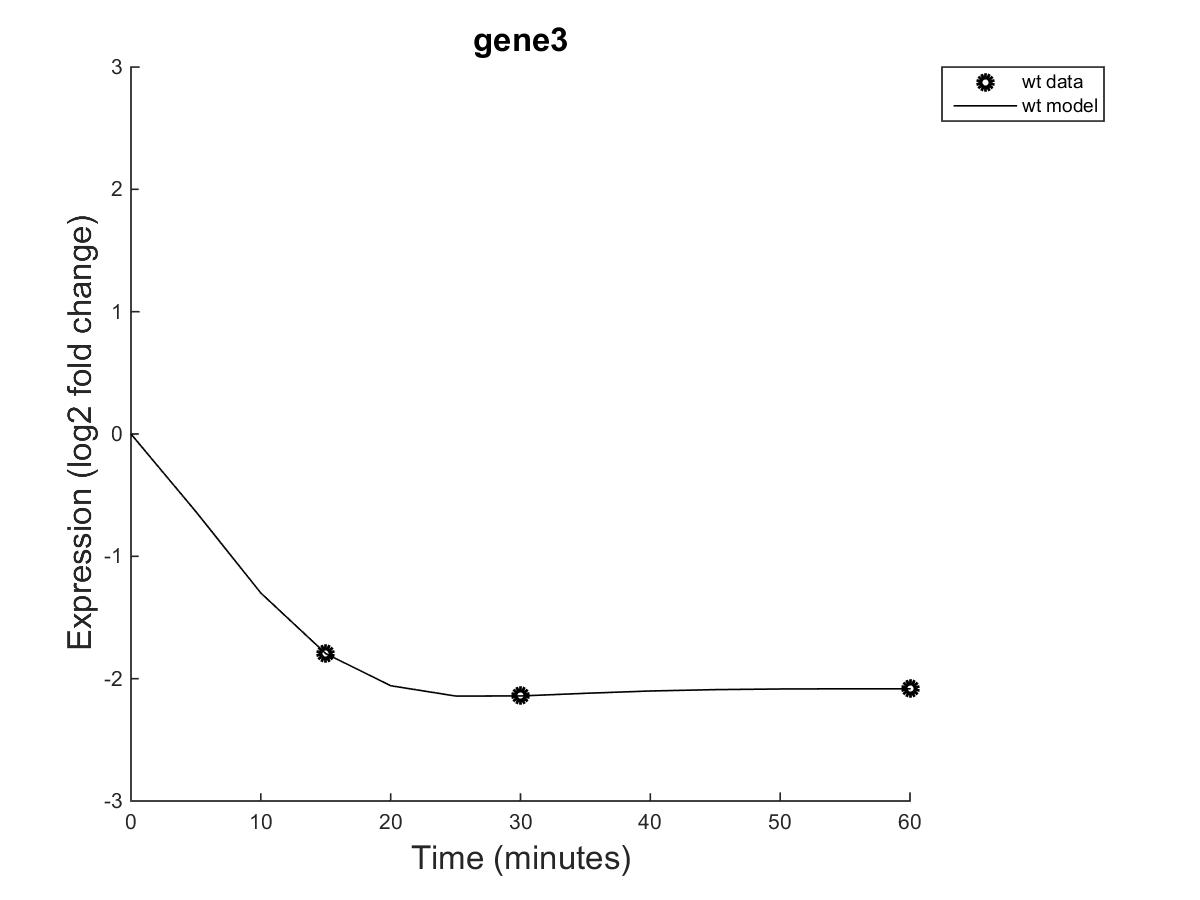 gene3
wt data
wt model
Expression (log2 fold change)
3
2
1
0
-1
-2
-3
0 10 20 30 40 50 60
Time (minutes)